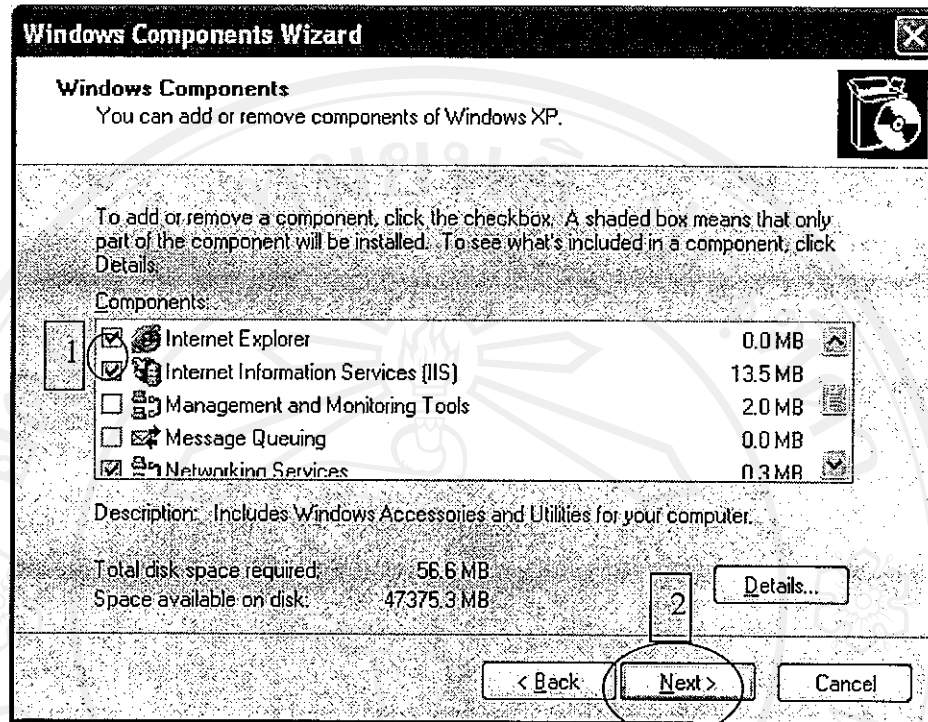 Windows Components Wizard
Windows Components
You can add or remove components of Windows XP.
To add or remove a component, click the checkbox. A shaded box means that only
part of the component will be installed. To see what's included in a component, click
Details.
Components:
1
Internet Explorer 0.0 MB
Internet Information Services (IIS) 13.5 MB
Management and Monitoring Tools 2.0 MB
Message Queuing 0.0 MB
Networking Services 0.3 MB
Description: Includes Windows Accessories and Utilities for your computer.
Total disk space required: 56.6 MB
Space available on disk: 47375.3 MB
2
Details...
< Back Next > Cancel